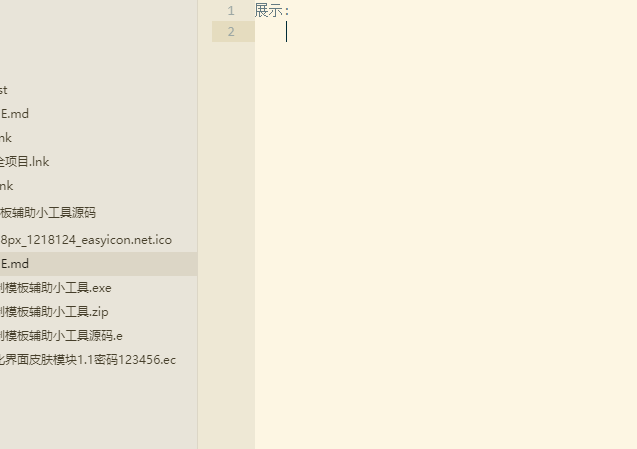 1 展示:
2
st
E.md
nk
全项目.lnk
nk
板辅助小工具源码
8px_1218124_easyicon.net.ico
E.md
制模板辅助小工具.exe
制模板辅助小工具.zip
制模板辅助小工具源码.e
化界面皮肤模块1.1密码123456.ec